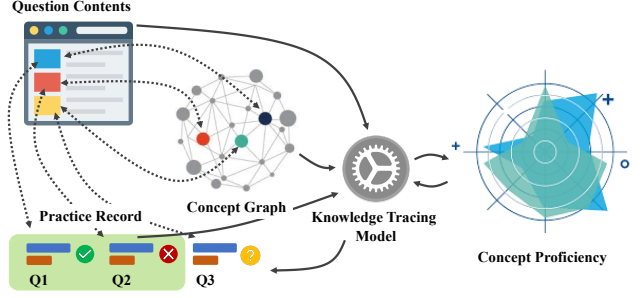 Question Contents
Concept Graph
Knowledge Tracing
Model
Practice Record
Q1
Q2
Q3
?
Concept Proficiency